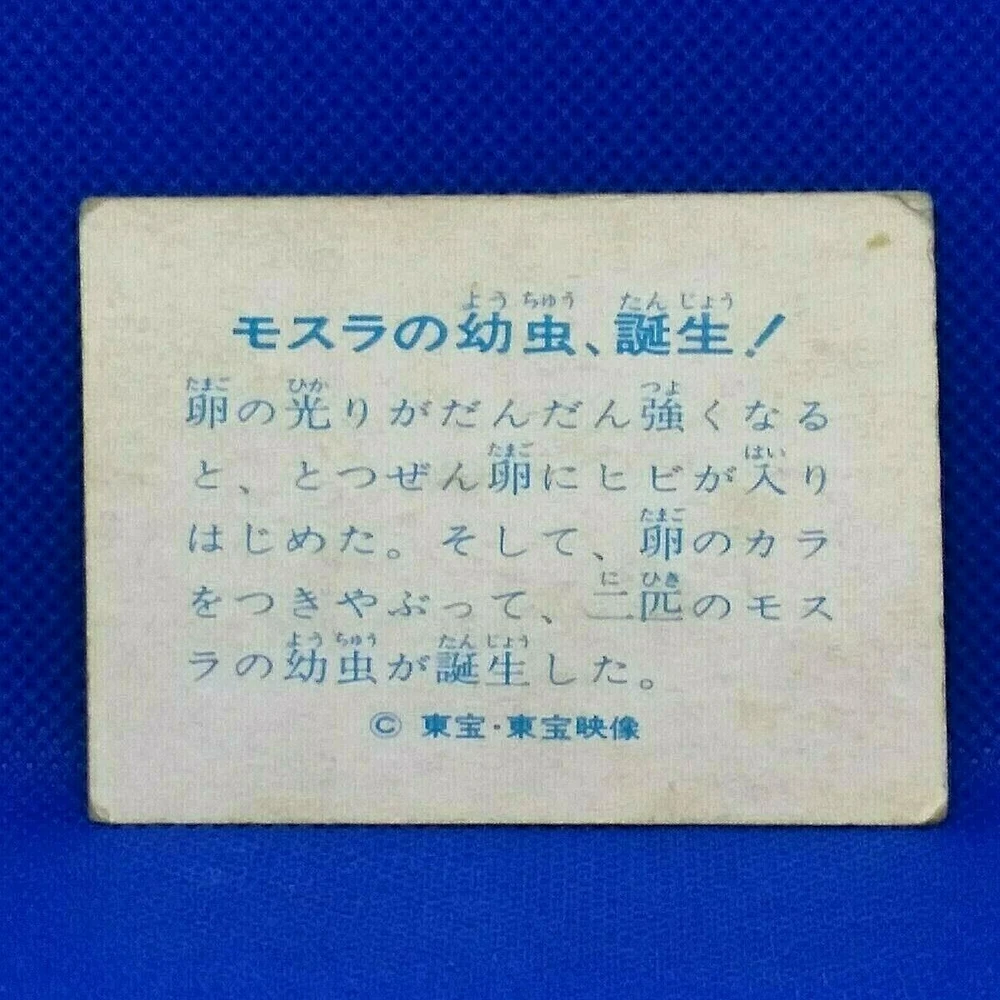 モスラの幼虫、誕生!
卵の光りがだんだん強くなる
と、とつぜん卵にヒビが入り
はじめた。そして、卵のカラ
をつきやぶって、二匹のモス
ラの幼虫が誕生した。
© 東宝・東宝映像